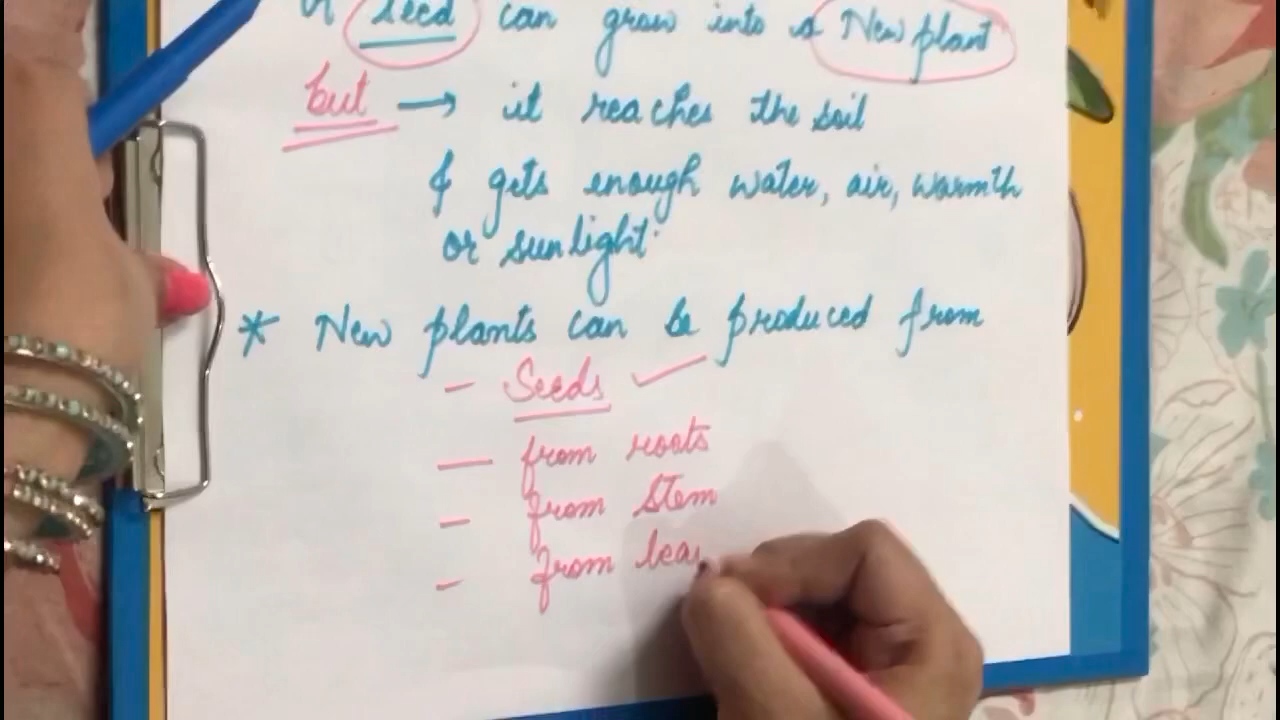 A seed can grow into a New plant
but → it reaches the soil
& gets enough water, air, warmth
or sunlight.
* New plants can be produced from
- Seeds ✓
— from roots
- from Stem
- from leav